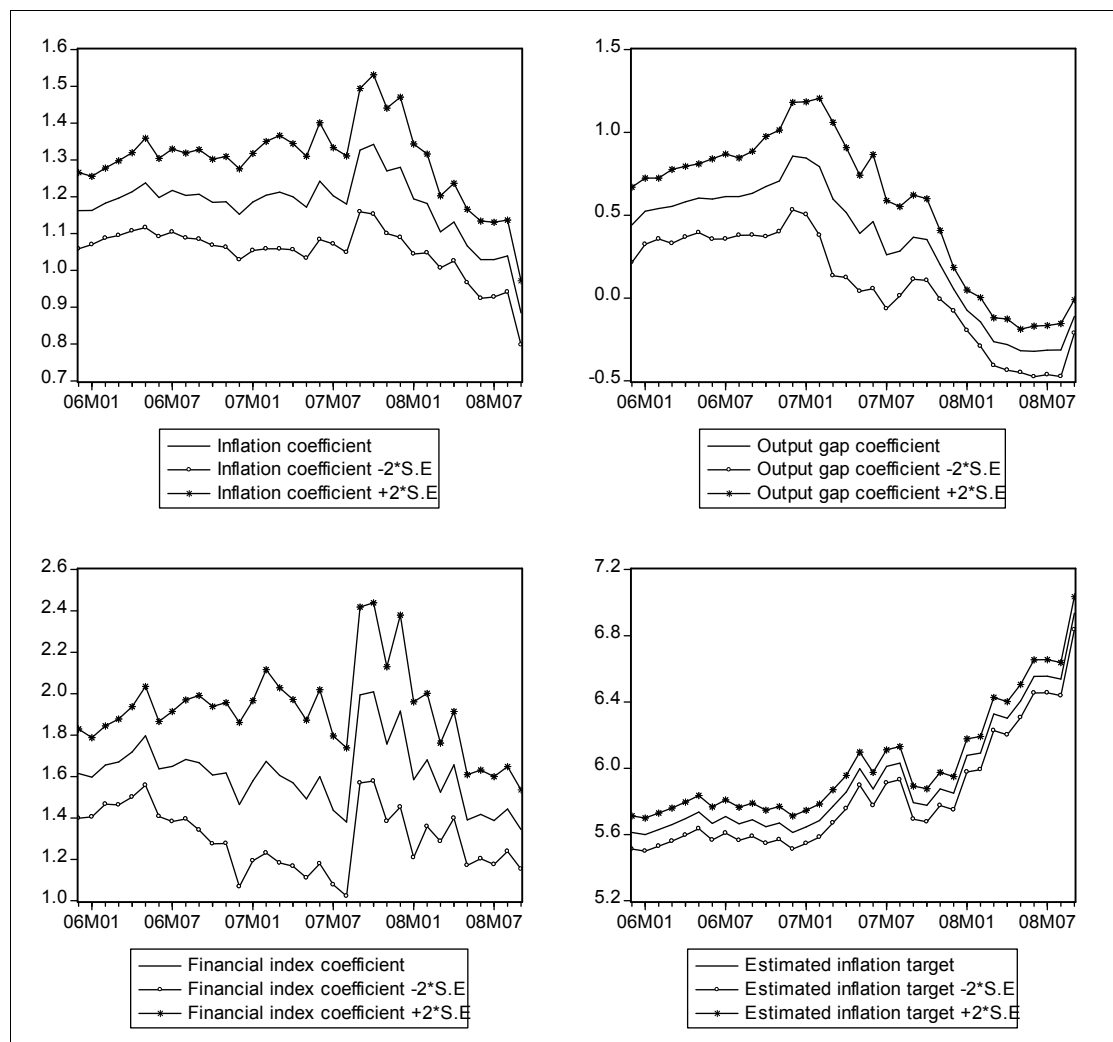 1.6
1.5
1.4
1.3
1.2
1.1
1.0
0.9
0.8
0.7
06M01 06M07 07M01 07M07 08M01 08M07
Inflation coefficient
Inflation coefficient -2*S.E
Inflation coefficient +2*S.E
1.5
1.0
0.5
0.0
-0.5
06M01 06M07 07M01 07M07 08M01 08M07
Output gap coefficient
Output gap coefficient -2*S.E
Output gap coefficient +2*S.E
2.6
2.4
2.2
2.0
1.8
1.6
1.4
1.2
1.0
06M01 06M07 07M01 07M07 08M01 08M07
Financial index coefficient
Financial index coefficient -2*S.E
Financial index coefficient +2*S.E
7.2
6.8
6.4
6.0
5.6
5.2
06M01 06M07 07M01 07M07 08M01 08M07
Estimated inflation target
Estimated inflation target -2*S.E
Estimated inflation target +2*S.E